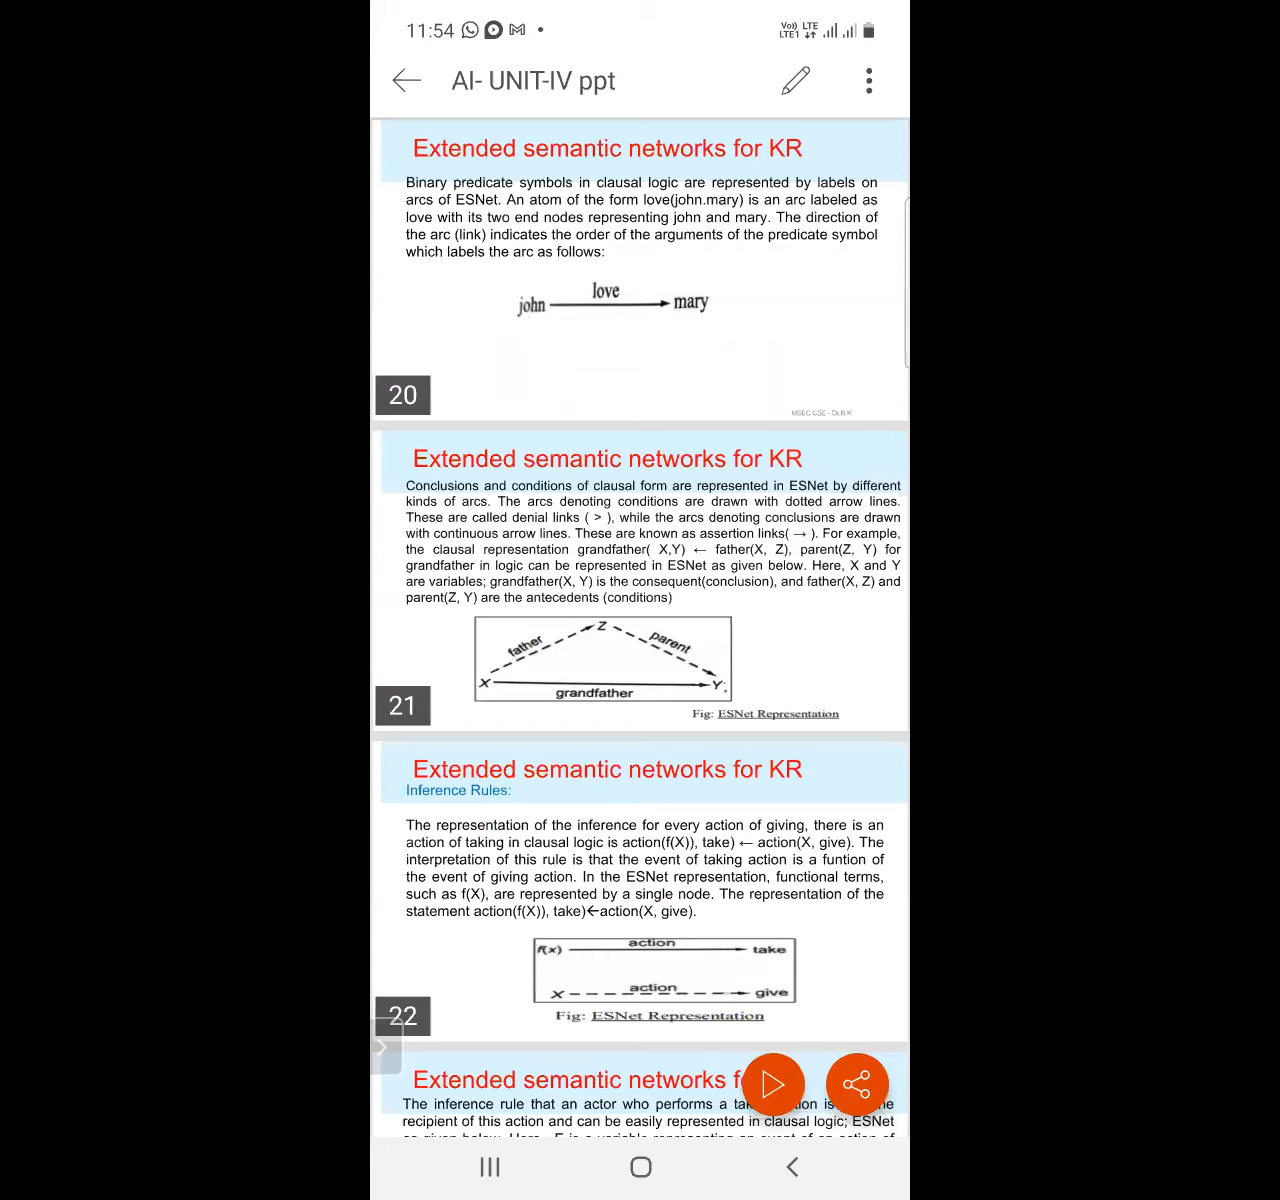 11:54
Vo)) LTE
LTE1
AI- UNIT-IV ppt
Extended semantic networks for KR
Binary predicate symbols in clausal logic are represented by labels on
arcs of ESNet. An atom of the form love(john.mary) is an arc labeled as
love with its two end nodes representing john and mary. The direction of
the arc (link) indicates the order of the arguments of the predicate symbol
which labels the arc as follows:
love
john mary
20
MSEC CSE - Dr.R.K
Extended semantic networks for KR
Conclusions and conditions of clausal form are represented in ESNet by different
kinds of arcs. The arcs denoting conditions are drawn with dotted arrow lines.
These are called denial links ( > ), while the arcs denoting conclusions are drawn
with continuous arrow lines. These are known as assertion links( → ). For example,
the clausal representation grandfather( X,Y) ← father(X, Z), parent(Z, Y) for
grandfather in logic can be represented in ESNet as given below. Here, X and Y
are variables; grandfather(X, Y) is the consequent(conclusion), and father(X, Z) and
parent(Z, Y) are the antecedents (conditions)
Z
father parent
X Y
grandfather
21
Fig: ESNet Representation
Extended semantic networks for KR
Inference Rules:
The representation of the inference for every action of giving, there is an
action of taking in clausal logic is action(f(X)), take) ← action(X, give). The
interpretation of this rule is that the event of taking action is a funtion of
the event of giving action. In the ESNet representation, functional terms,
such as f(X), are represented by a single node. The representation of the
statement action(f(X)), take)←action(X, give).
action
f(x) take
action
X give
22
Fig: ESNet Representation
Extended semantic networks f
The inference rule that an actor who performs a
recipient of this action and can be easily represented in clausal logic; ESNet